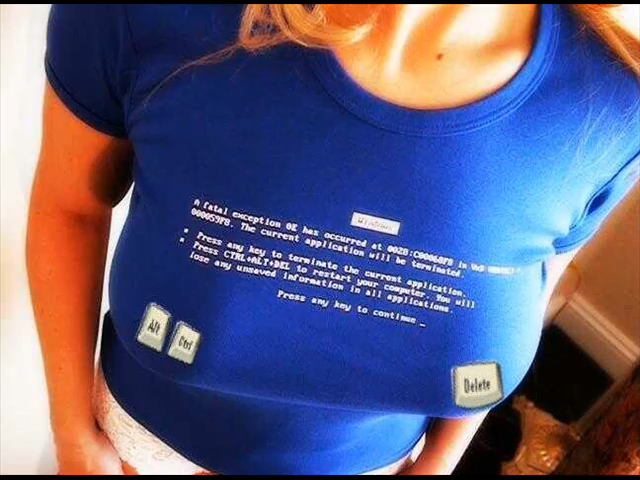 Windows
A fatal exception 0E has occurred at 0028:C00068F8 in VxD
000059F8. The current application will be terminated.
* Press any key to terminate the current application.
* Press CTRL+ALT+DEL to restart your computer. You will
lose any unsaved information in all applications.
Press any key to continue _
Alt
Ctrl
Delete